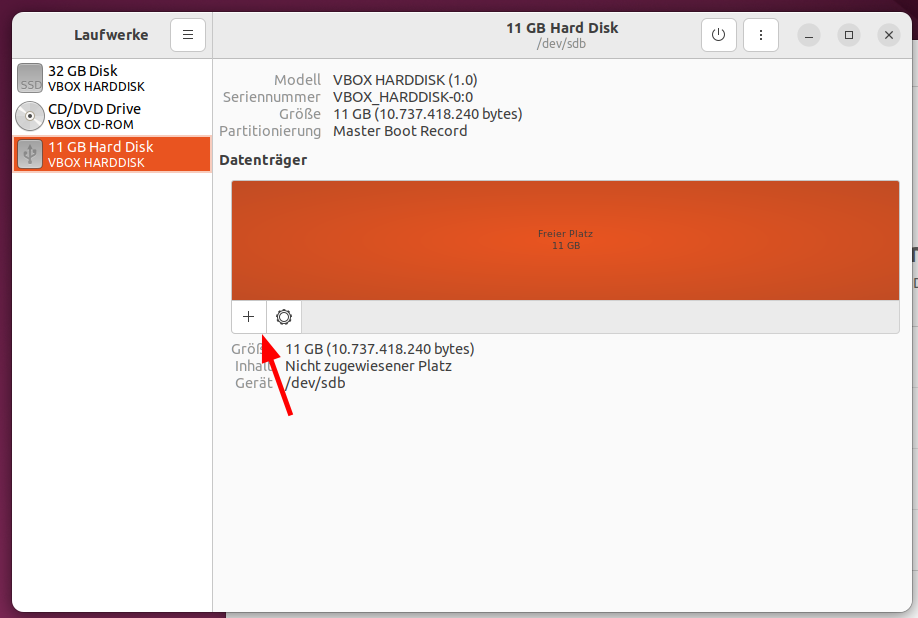 Laufwerke
11 GB Hard Disk
/dev/sdb
32 GB Disk
VBOX HARDDISK
SSD
CD/DVD Drive
VBOX CD-ROM
11 GB Hard Disk
VBOX HARDDISK
Modell VBOX HARDDISK (1.0)
Seriennummer VBOX_HARDDISK-0:0
Größe 11 GB (10.737.418.240 bytes)
Partitionierung Master Boot Record
Datenträger
Freier Platz
11 GB
Größe 11 GB (10.737.418.240 bytes)
Inhalt Nicht zugewiesener Platz
Gerät /dev/sdb